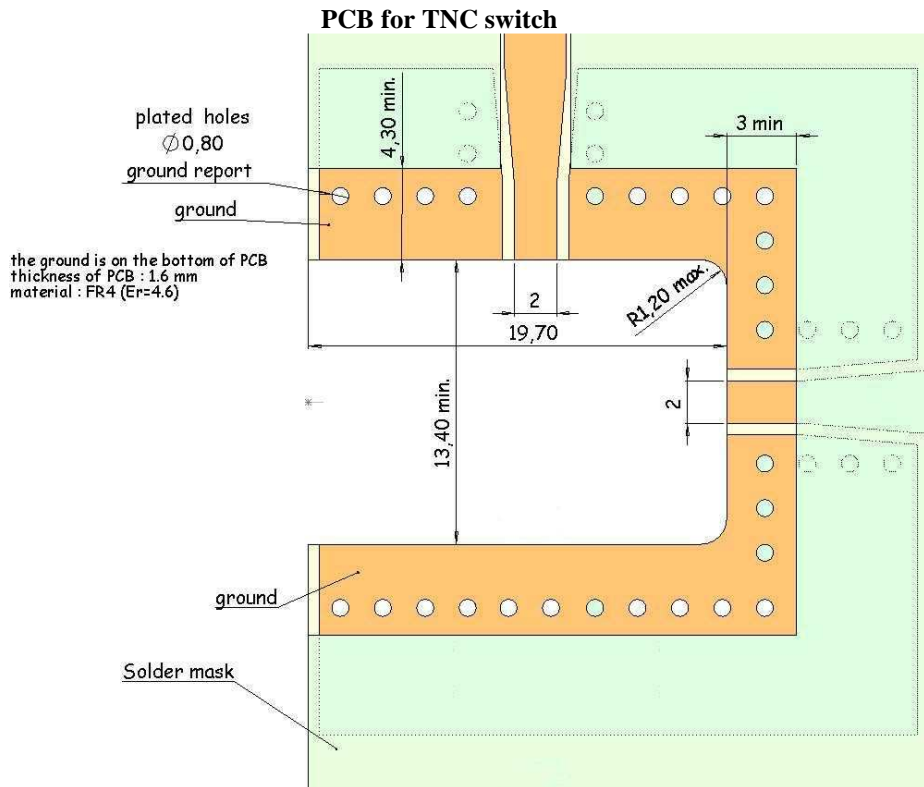 PCB for TNC switch
plated holes
∅0,80
ground report
ground
the ground is on the bottom of PCB
thickness of PCB : 1.6 mm
material : FR4 (Er=4.6)
4,30 min.
3 min
R1,20 max.
2
19,70
13,40 min.
2
ground
Solder mask